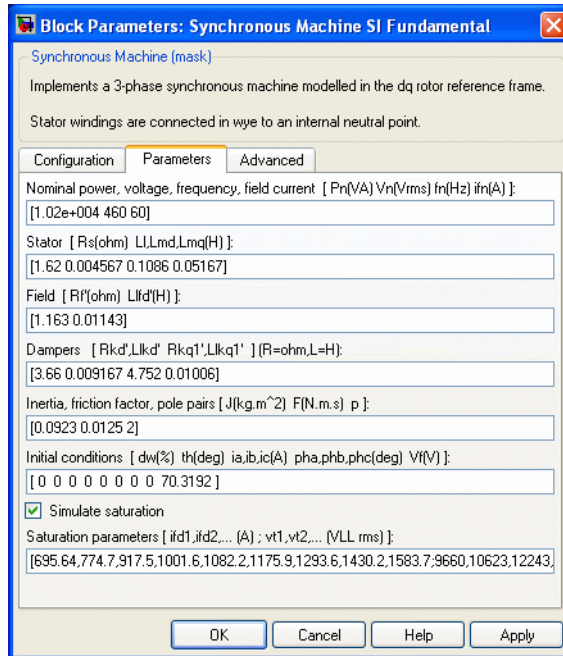 Block Parameters: Synchronous Machine SI Fundamental
Synchronous Machine (mask)
Implements a 3-phase synchronous machine modelled in the dq rotor reference frame.
Stator windings are connected in wye to an internal neutral point.
Configuration Parameters Advanced
Nominal power, voltage, frequency, field current [ Pn(VA) Vn(Vrms) fn(Hz) ifn(A) ]:
[1.02e+004 460 60]
Stator [ Rs(ohm) Ll,Lmd,Lmq(H) ]:
[1.62 0.004567 0.1086 0.05167]
Field [ Rf'(ohm) Llfd'(H) ]:
[1.163 0.01143]
Dampers [ Rkd',Llkd' Rkq1',Llkq1' ] (R=ohm,L=H):
[3.66 0.009167 4.752 0.01006]
Inertia, friction factor, pole pairs [ J(kg.m^2) F(N.m.s) p ]:
[0.0923 0.0125 2]
Initial conditions [ dw(%) th(deg) ia,ib,ic(A) pha,phb,phc(deg) Vf(V) ]:
[ 0 0 0 0 0 0 0 0 70.3192 ]
Simulate saturation
Saturation parameters [ ifd1,ifd2,... (A) ; vt1,vt2,... (VLL rms) ]:
[695.64,774.7,917.5,1001.6,1082.2,1175.9,1293.6,1430.2,1583.7;9660,10623,12243,
OK Cancel Help Apply